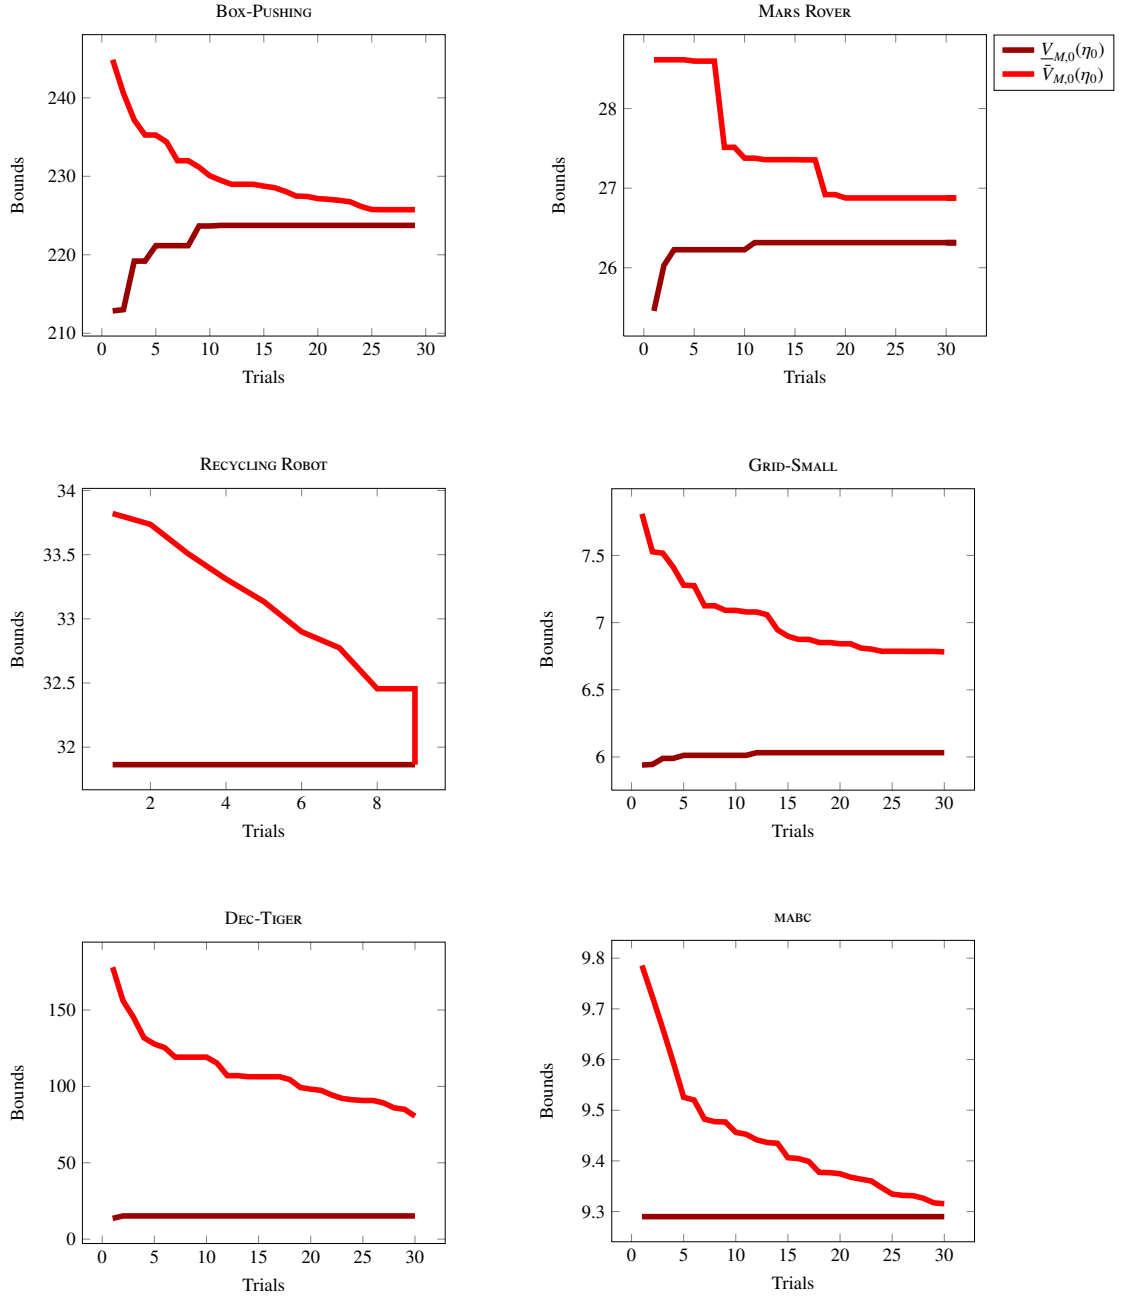 Box-Pushing
Bounds
240
230
220
210
0 5 10 15 20 25 30
Trials
Mars Rover
Bounds
28
27
26
0 10 20 30
Trials
V_M,0(η0)
V̄_M,0(η0)
Recycling Robot
Bounds
34
33.5
33
32.5
32
2 4 6 8
Trials
Grid-Small
Bounds
7.5
7
6.5
6
0 5 10 15 20 25 30
Trials
Dec-Tiger
Bounds
150
100
50
0
0 5 10 15 20 25 30
Trials
MABC
Bounds
9.8
9.7
9.6
9.5
9.4
9.3
0 5 10 15 20 25 30
Trials